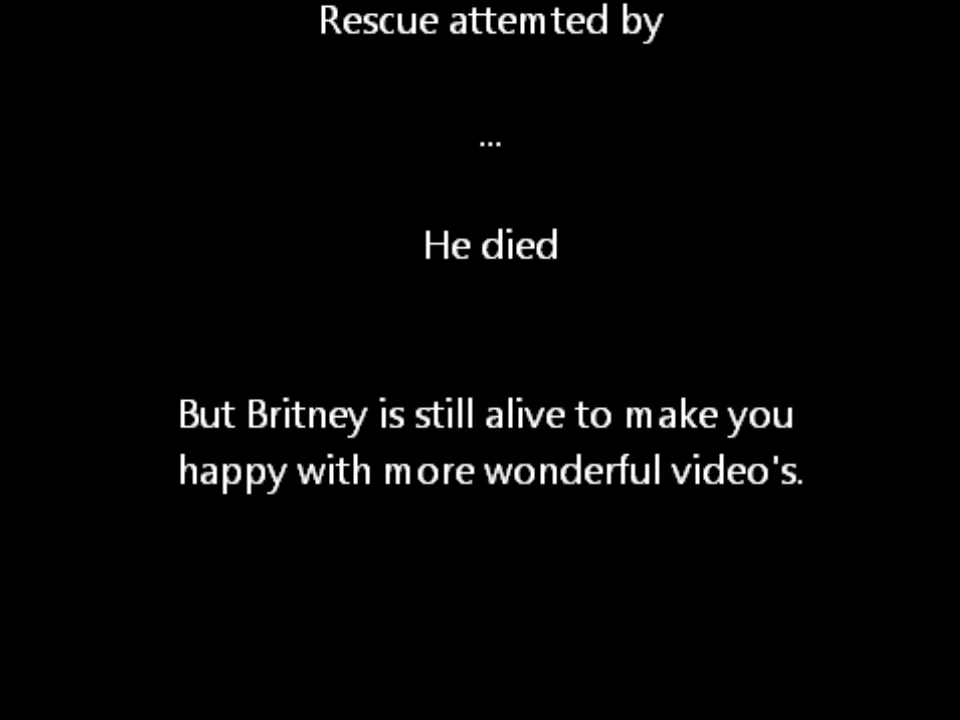 Rescue attemted by
...
He died
But Britney is still alive to make you
happy with more wonderful video's.